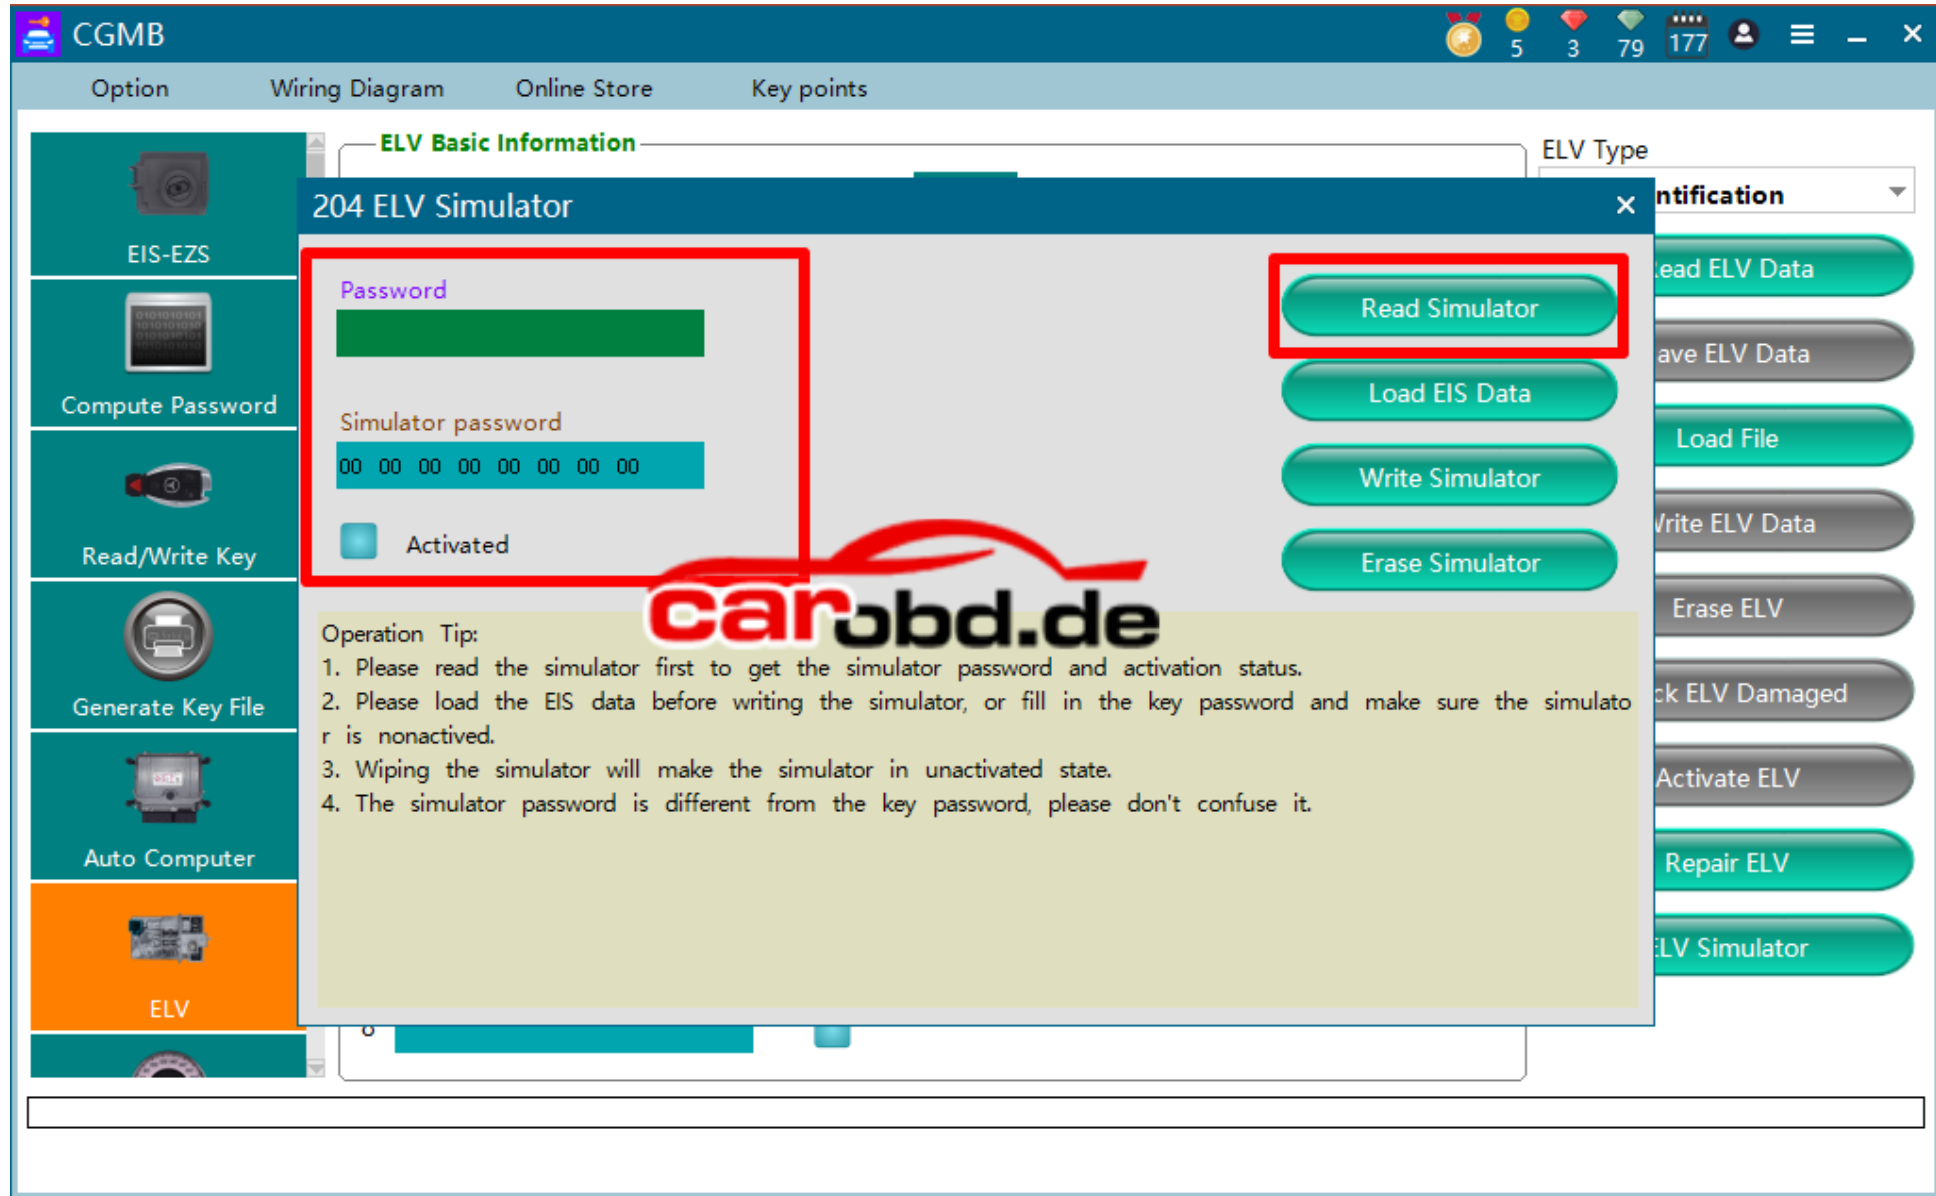 CGMB
5
3
79
177
Option
Wiring Diagram
Online Store
Key points
ELV Basic Information
ELV Type
ntification
204 ELV Simulator
EIS-EZS
Compute Password
Read/Write Key
Generate Key File
Auto Computer
ELV
Password
Simulator password
00 00 00 00 00 00 00 00
Activated
Read Simulator
Load EIS Data
Write Simulator
Erase Simulator
ead ELV Data
ave ELV Data
Load File
Write ELV Data
Erase ELV
ck ELV Damaged
Activate ELV
Repair ELV
ELV Simulator
carobd.de
Operation Tip:
1. Please read the simulator first to get the simulator password and activation status.
2. Please load the EIS data before writing the simulator, or fill in the key password and make sure the simulato
r is nonactived.
3. Wiping the simulator will make the simulator in unactivated state.
4. The simulator password is different from the key password, please don't confuse it.